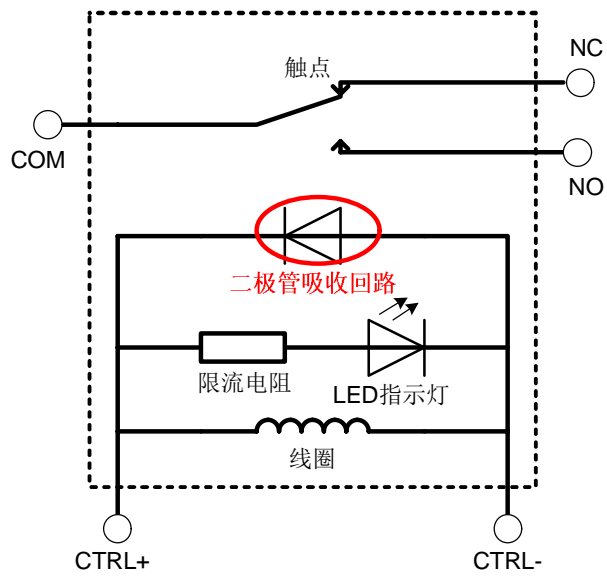 触点
NC
COM
NO
二极管吸收回路
限流电阻
LED指示灯
线圈
CTRL+
CTRL-